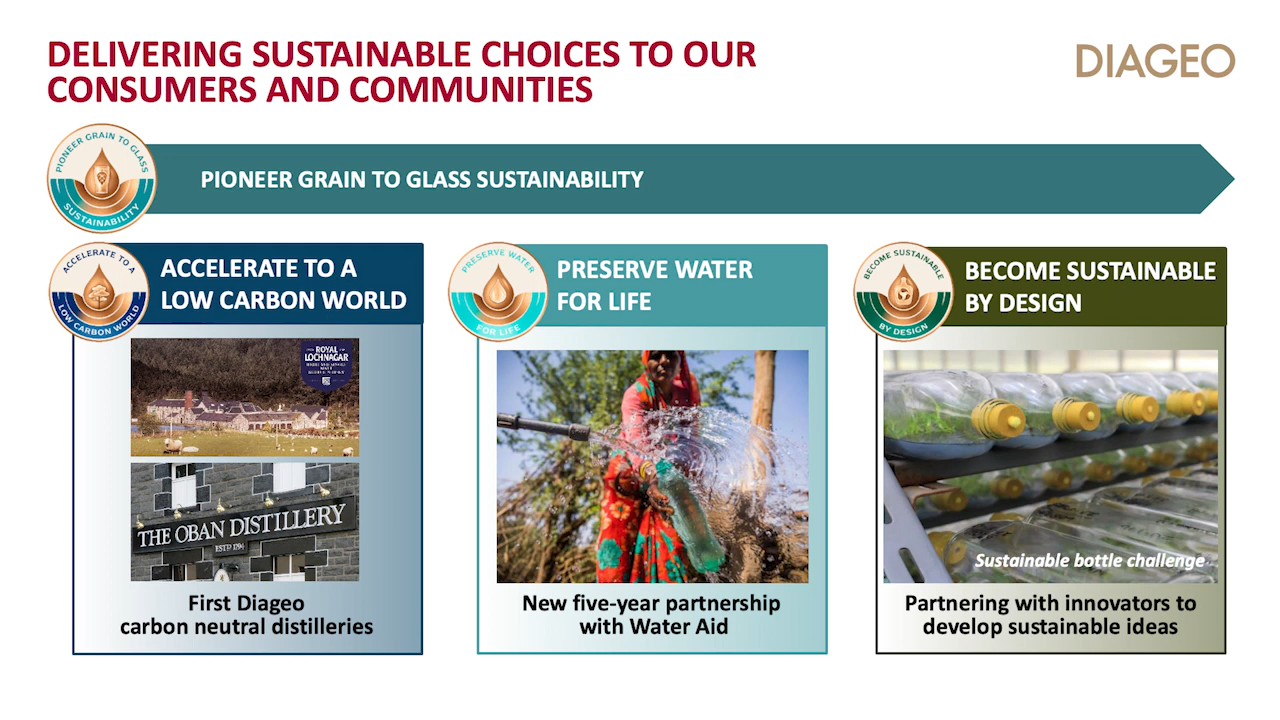 DELIVERING SUSTAINABLE CHOICES TO OUR
CONSUMERS AND COMMUNITIES
DIAGEO
PIONEER GRAIN TO GLASS
SUSTAINABILITY
PIONEER GRAIN TO GLASS SUSTAINABILITY
ACCELERATE TO A
LOW CARBON WORLD
ACCELERATE TO A
LOW CARBON WORLD
ROYAL
LOCHNAGAR
THE OBAN DISTILLERY
ESTD 1794
First Diageo
carbon neutral distilleries
PRESERVE WATER
FOR LIFE
PRESERVE WATER
FOR LIFE
New five-year partnership
with Water Aid
BECOME SUSTAINABLE
BY DESIGN
BECOME SUSTAINABLE
BY DESIGN
Sustainable bottle challenge
Partnering with innovators to
develop sustainable ideas